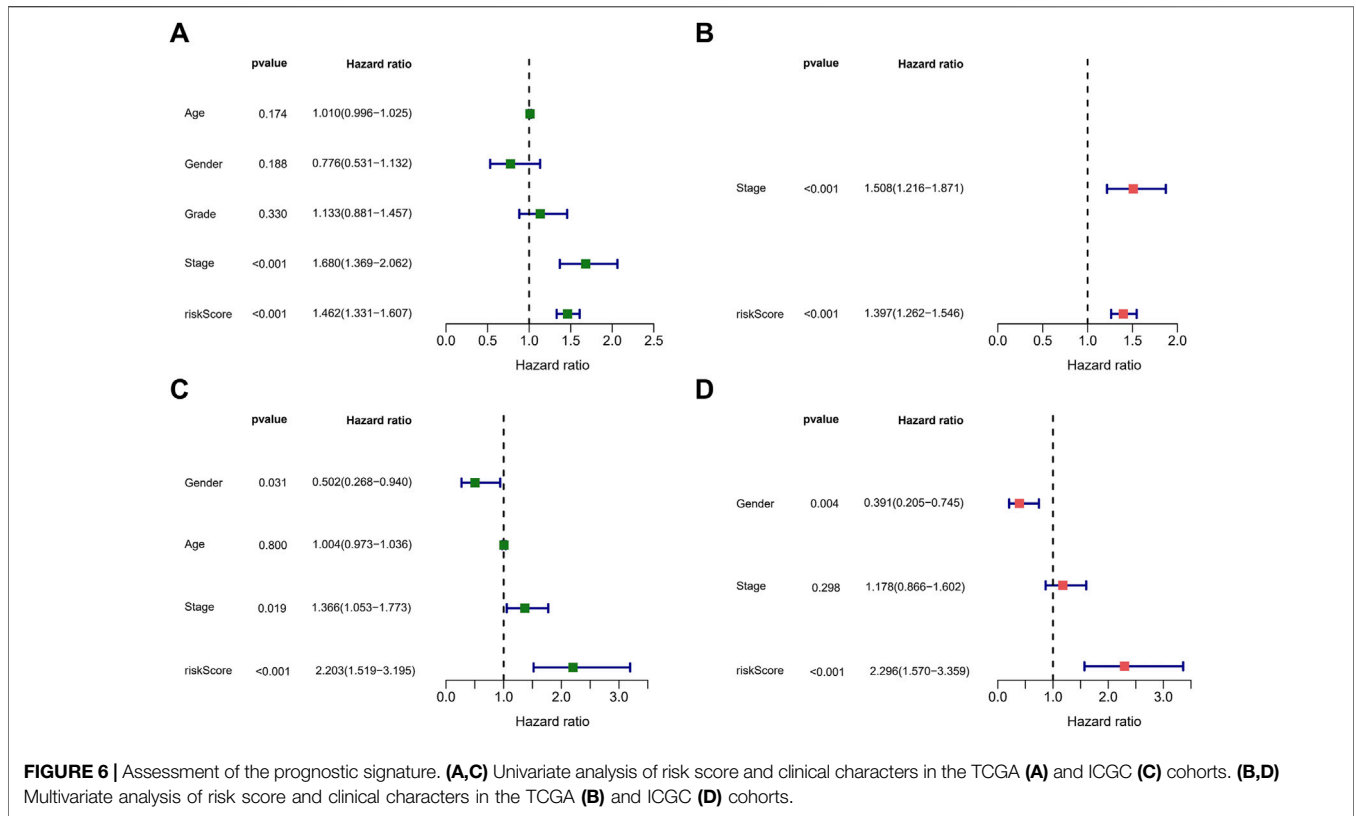 A
pvalue Hazard ratio
Age 0.174 1.010(0.996−1.025)
Gender 0.188 0.776(0.531−1.132)
Grade 0.330 1.133(0.881−1.457)
Stage <0.001 1.680(1.369−2.062)
riskScore <0.001 1.462(1.331−1.607)
0.0 0.5 1.0 1.5 2.0 2.5
Hazard ratio
B
pvalue Hazard ratio
Stage <0.001 1.508(1.216−1.871)
riskScore <0.001 1.397(1.262−1.546)
0.0 0.5 1.0 1.5 2.0
Hazard ratio
C
pvalue Hazard ratio
Gender 0.031 0.502(0.268−0.940)
Age 0.800 1.004(0.973−1.036)
Stage 0.019 1.366(1.053−1.773)
riskScore <0.001 2.203(1.519−3.195)
0.0 1.0 2.0 3.0
Hazard ratio
D
pvalue Hazard ratio
Gender 0.004 0.391(0.205−0.745)
Stage 0.298 1.178(0.866−1.602)
riskScore <0.001 2.296(1.570−3.359)
0.0 1.0 2.0 3.0
Hazard ratio
FIGURE 6 | Assessment of the prognostic signature. (A,C) Univariate analysis of risk score and clinical characters in the TCGA (A) and ICGC (C) cohorts. (B,D)
Multivariate analysis of risk score and clinical characters in the TCGA (B) and ICGC (D) cohorts.